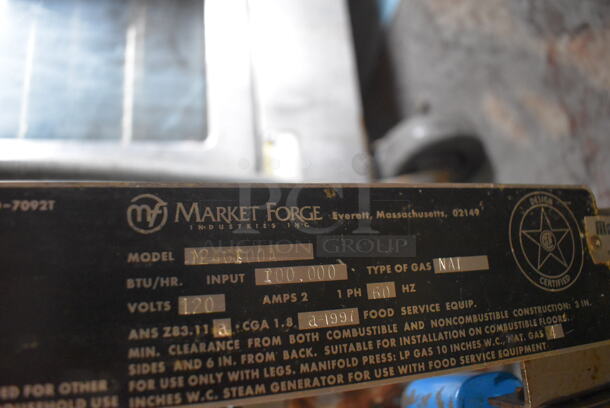 -7092T
mf MARKET FORGE Everett, Massachusetts, 02149
INDUSTRIES INC.
PCI
AUCTION GROUP
MODEL
BTU/HR. INPUT 100,000 TYPE OF GAS NAT
VOLTS 120 AMPS 2 1 PH 60 HZ
ANS Z83.11 a - CGA 1.8 a-1997 FOOD SERVICE EQUIP.
MIN. CLEARANCE FROM BOTH COMBUSTIBLE AND NONCOMBUSTIBLE CONSTRUCTION: 3 IN.
SIDES AND 6 IN. FROM BACK. SUITABLE FOR INSTALLATION ON COMBUSTIBLE FLOORS.
FOR USE ONLY WITH LEGS. MANIFOLD PRESS: LP GAS 10 INCHES W.C., NAT. GAS 4
INCHES W.C. STEAM GENERATOR FOR USE WITH FOOD SERVICE EQUIPMENT.
DESIGN
CERTIFIED
ED FOR OTHER
HOUSEHOLD USE